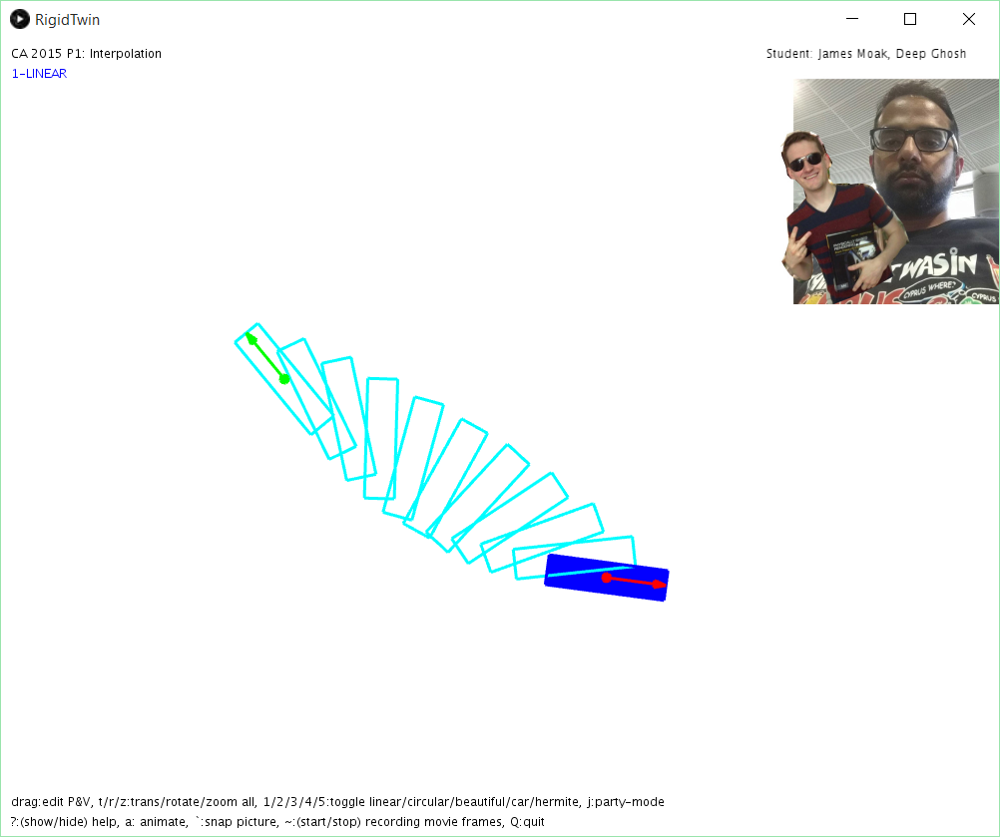 RigidTwin
CA 2015 P1: Interpolation
Student: James Moak, Deep Ghosh
1-LINEAR
TWASIN
CYPRUS WHERE?
drag:edit P&V, t/r/z:trans/rotate/zoom all, 1/2/3/4/5:toggle linear/circular/beautiful/car/hermite, j:party-mode
?:(show/hide) help, a: animate, `:snap picture, ~:(start/stop) recording movie frames, Q:quit